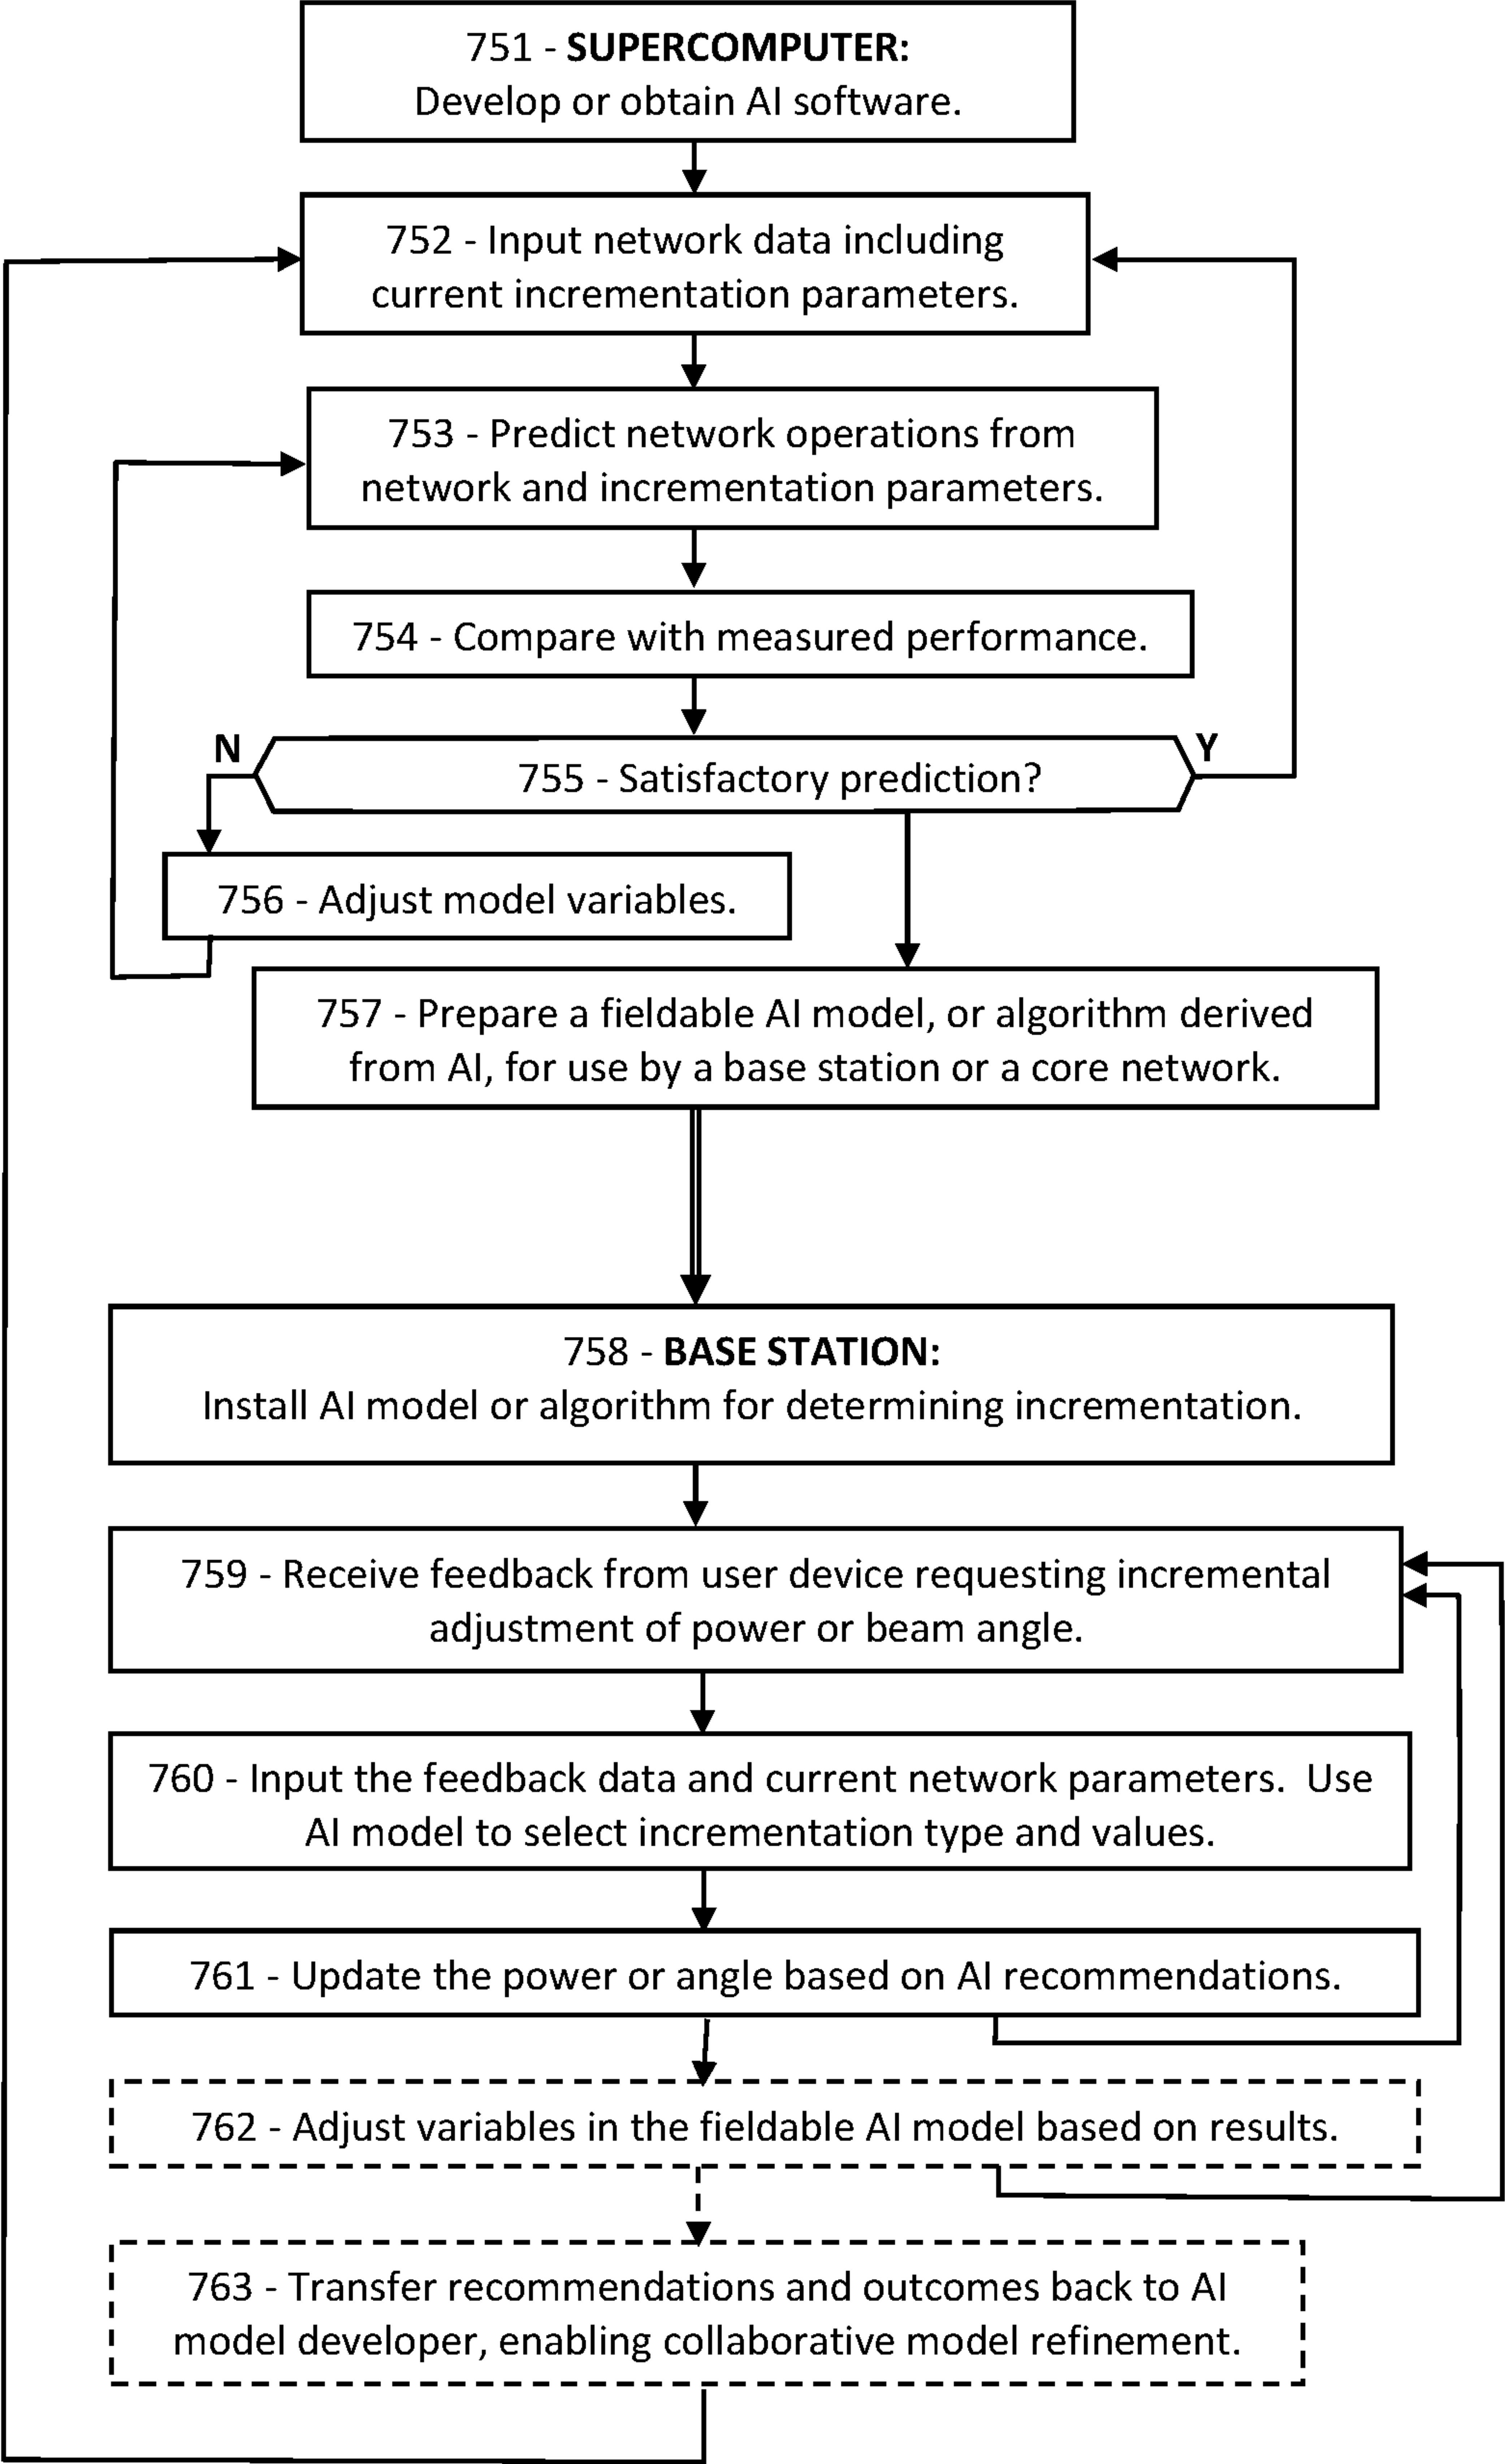 751 - SUPERCOMPUTER:
Develop or obtain AI software.
752 - Input network data including
current incrementation parameters.
753 - Predict network operations from
network and incrementation parameters.
754 - Compare with measured performance.
N
Y
755 - Satisfactory prediction?
756 - Adjust model variables.
757 - Prepare a fieldable AI model, or algorithm derived
from AI, for use by a base station or a core network.
758 - BASE STATION:
Install AI model or algorithm for determining incrementation.
759 - Receive feedback from user device requesting incremental
adjustment of power or beam angle.
760 - Input the feedback data and current network parameters.  Use
AI model to select incrementation type and values.
761 - Update the power or angle based on AI recommendations.
762 - Adjust variables in the fieldable AI model based on results.
763 - Transfer recommendations and outcomes back to AI
model developer, enabling collaborative model refinement.